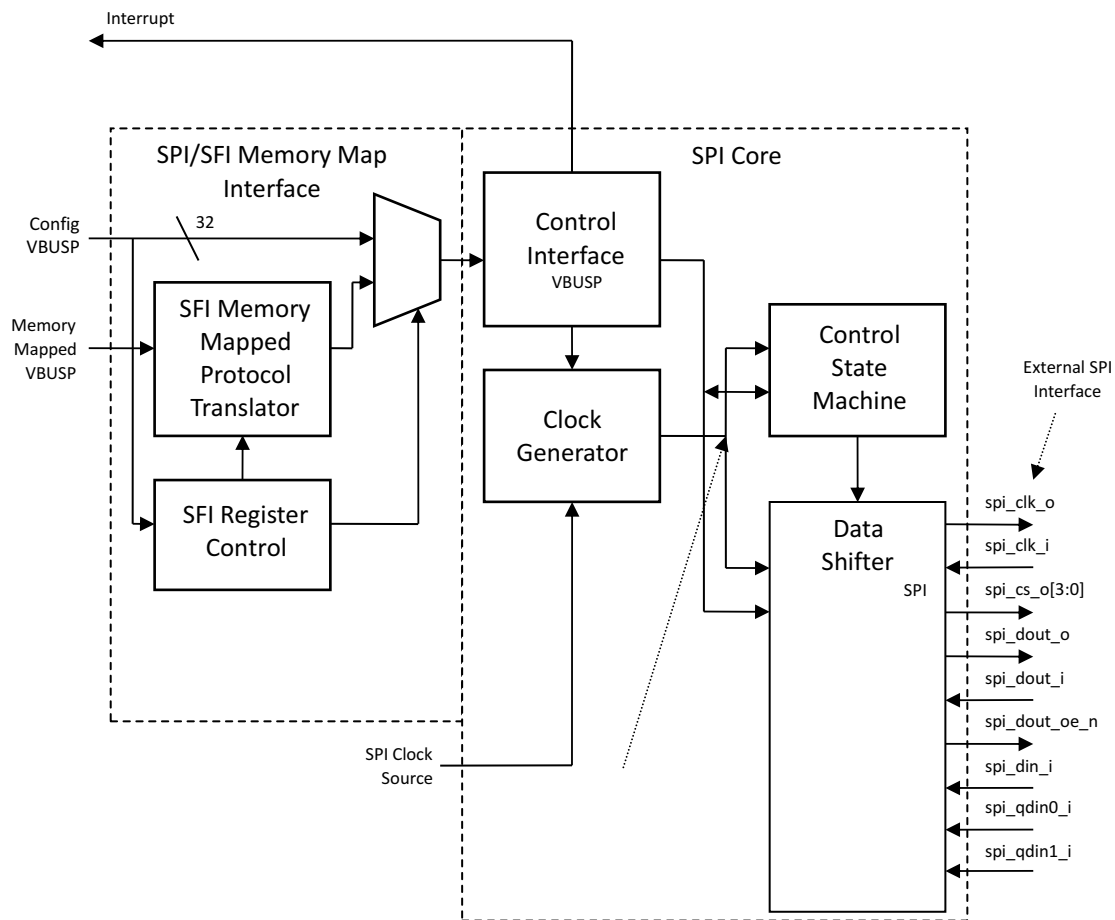 Interrupt
SPI/SFI Memory Map
Interface
SPI Core
32
Config
VBUSP
Control
Interface
VBUSP
Memory
Mapped
VBUSP
SFI Memory
Mapped
Protocol
Translator
Control
State
Machine
External SPI
Interface
Clock
Generator
SFI Register
Control
Data
Shifter
SPI
spi_clk_o
spi_clk_i
spi_cs_o[3:0]
spi_dout_o
spi_dout_i
spi_dout_oe_n
spi_din_i
spi_qdin0_i
spi_qdin1_i
SPI Clock
Source